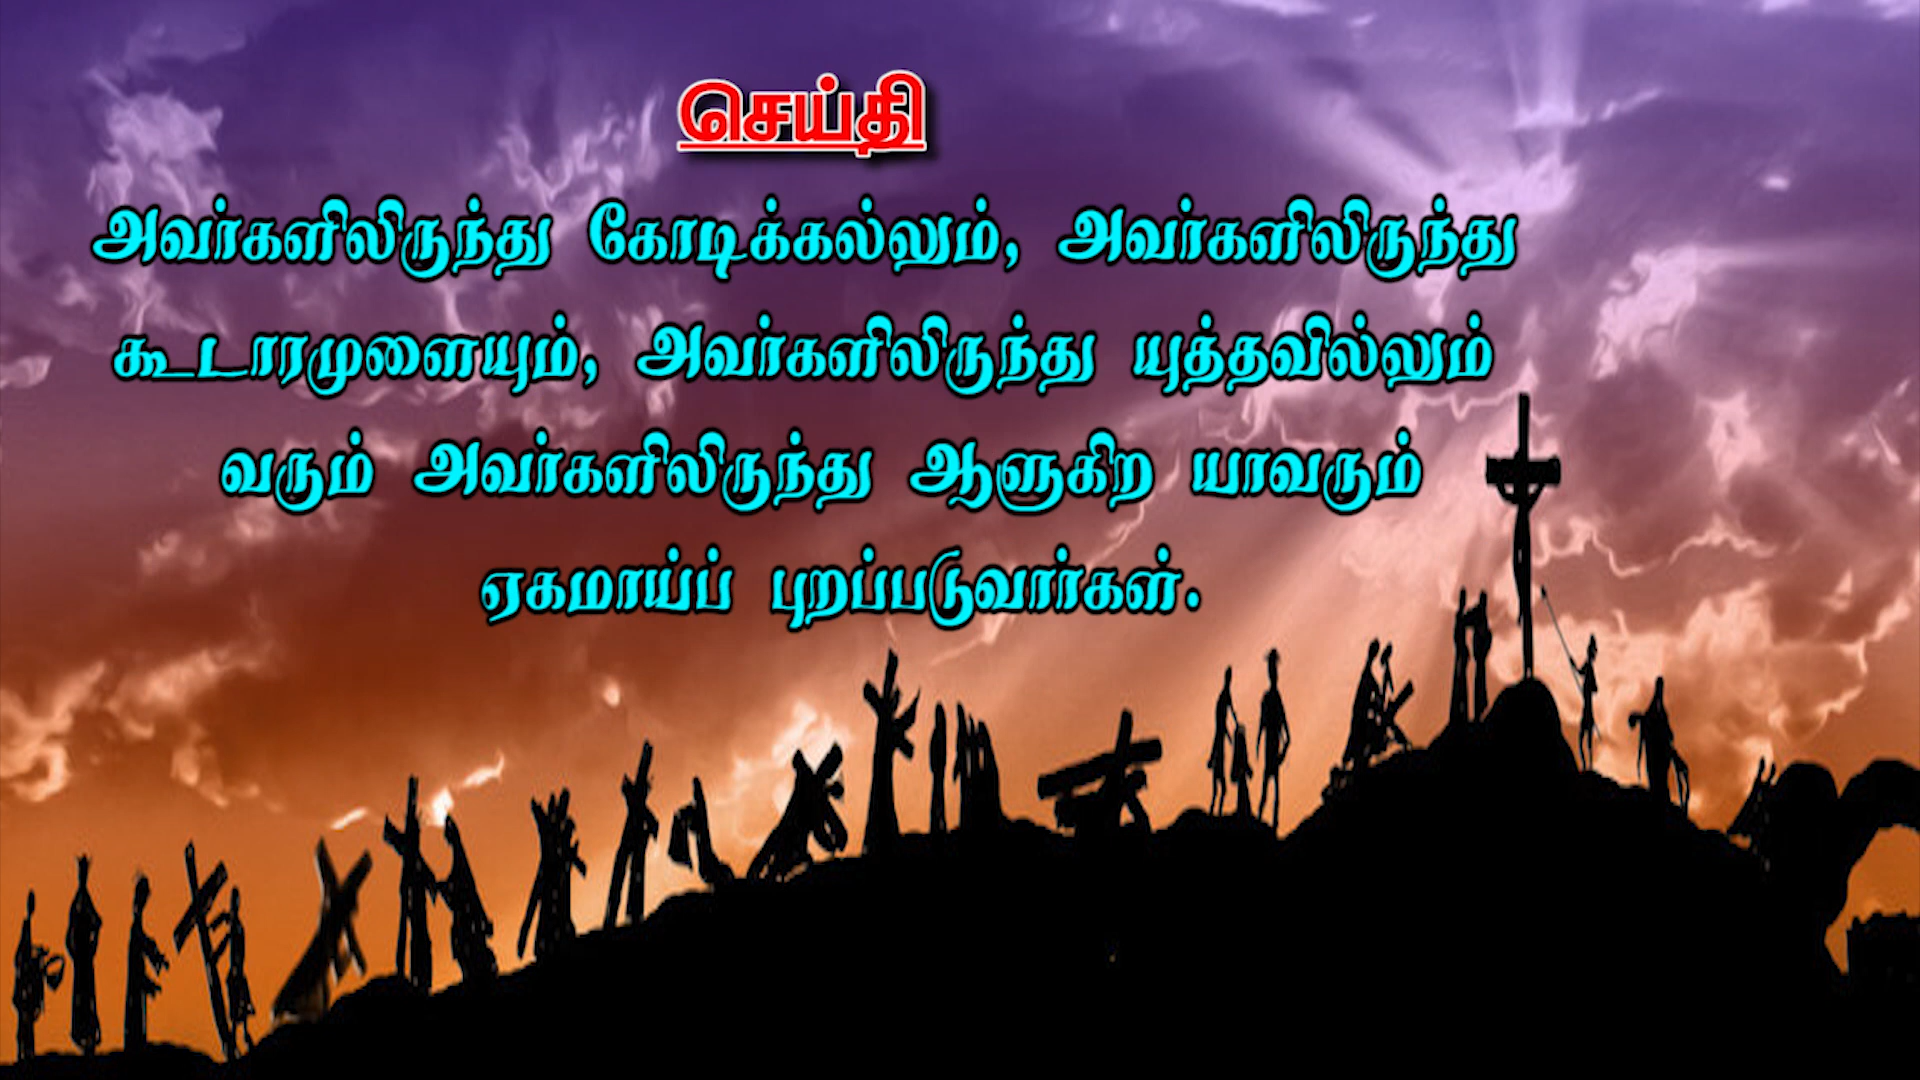 செய்தி
அவர்களிலிருந்து கோடிக்கல்லும், அவர்களிலிருந்து
கூடாரமுளையும், அவர்களிலிருந்து யுத்தவில்லும்
வரும் அவர்களிலிருந்து ஆளுகிற யாவரும்
ஏகமாய்ப் புறப்படுவார்கள்.